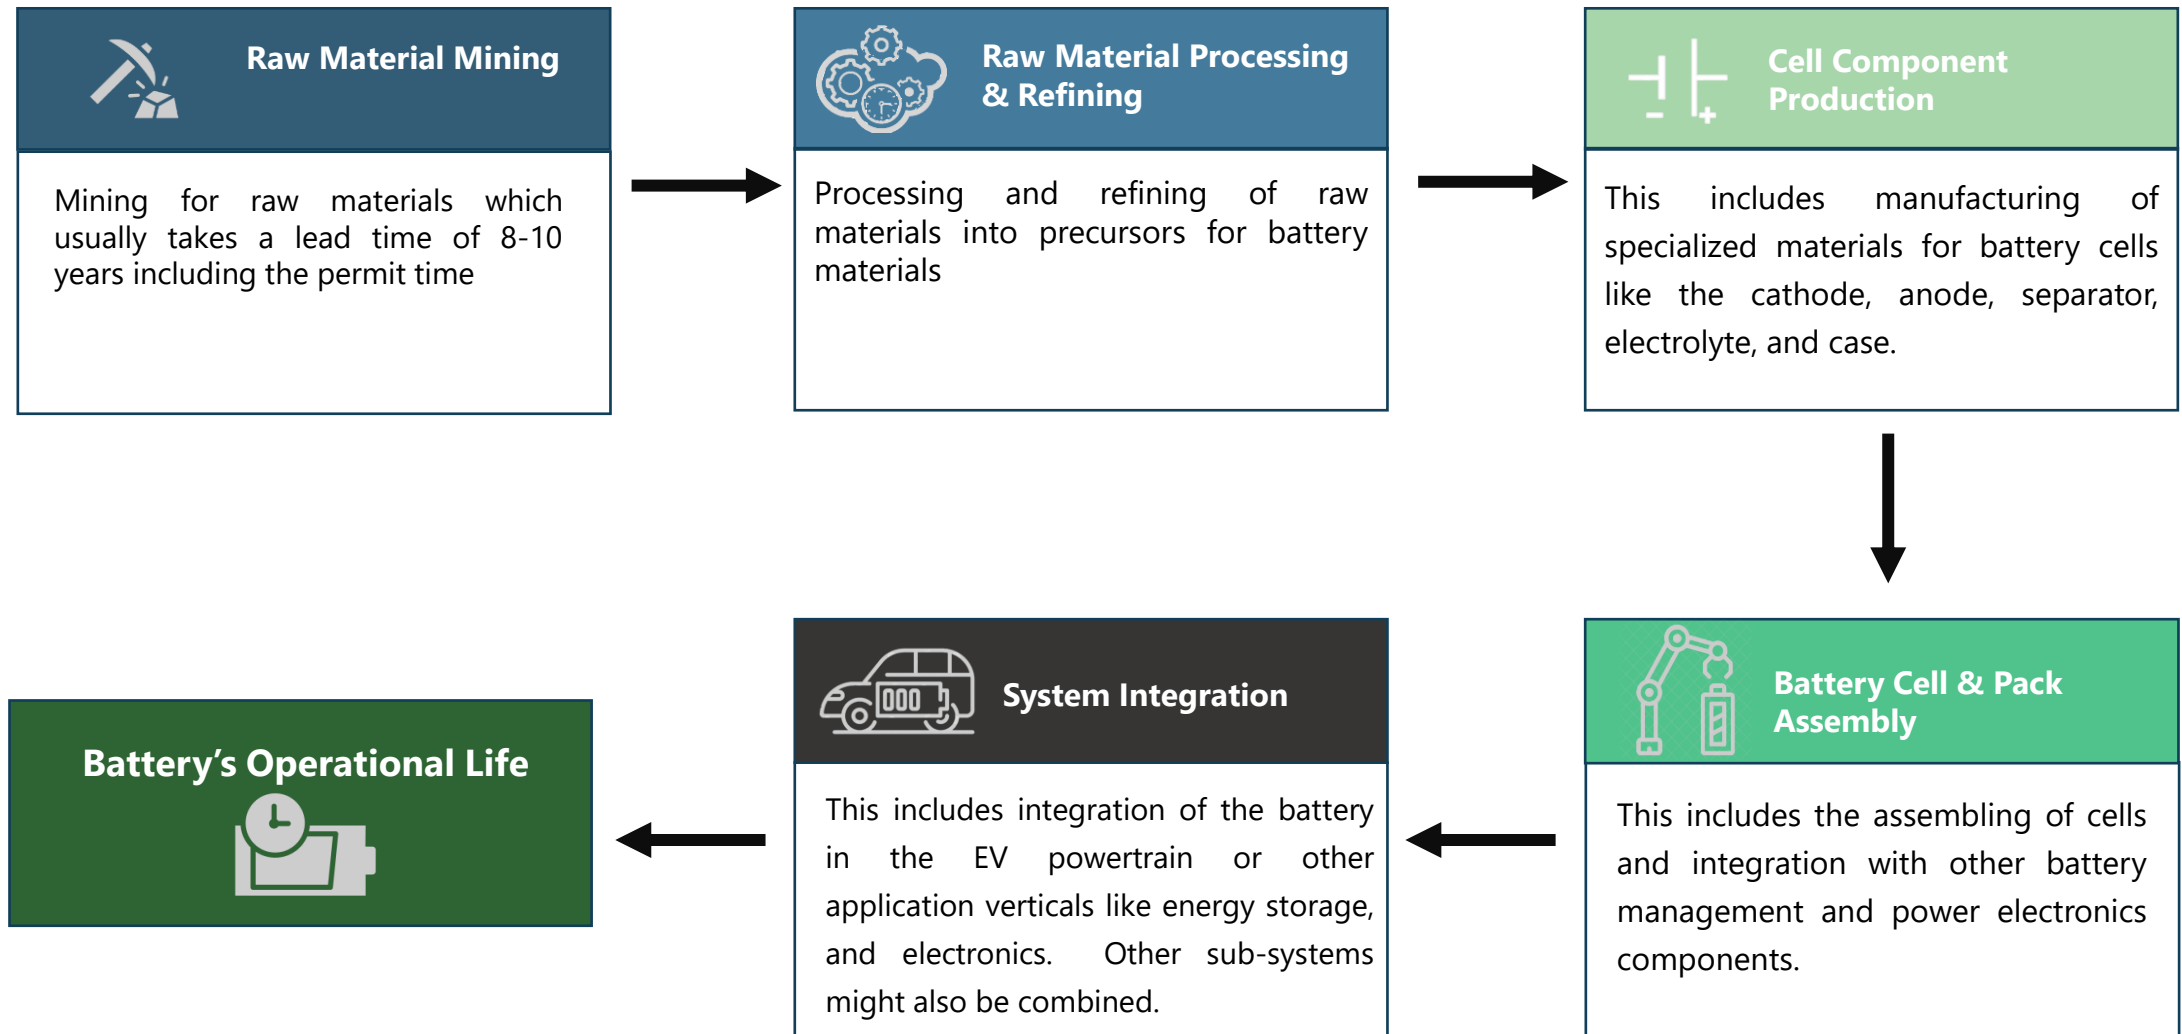 Raw Material Mining
Mining for raw materials which
usually takes a lead time of 8-10
years including the permit time
Raw Material Processing
& Refining
Processing and refining of raw
materials into precursors for battery
materials
Cell Component
Production
This includes manufacturing of
specialized materials for battery cells
like the cathode, anode, separator,
electrolyte, and case.
Battery Cell & Pack
Assembly
This includes the assembling of cells
and integration with other battery
management and power electronics
components.
System Integration
This includes integration of the battery
in the EV powertrain or other
application verticals like energy storage,
and electronics. Other sub-systems
might also be combined.
Battery’s Operational Life